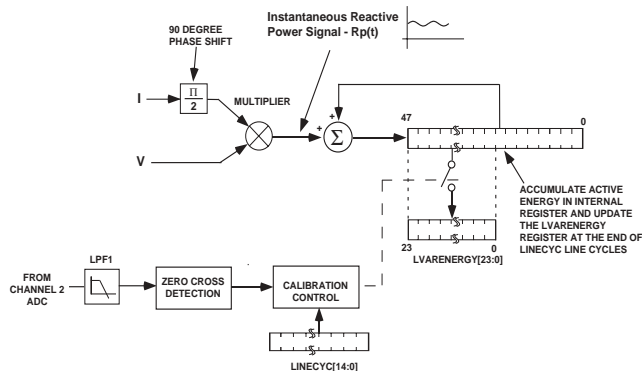 Instantaneous Reactive
Power Signal - Rp(t)
90 DEGREE
PHASE SHIFT
I
Π
2
MULTIPLIER
V
+
+
Σ
47
0
ACCUMULATE ACTIVE
ENERGY IN INTERNAL
REGISTER AND UPDATE
THE LVARENERGY
REGISTER AT THE END OF
LINECYC LINE CYCLES
23
0
LVARENERGY[23:0]
FROM
CHANNEL 2
ADC
LPF1
ZERO CROSS
DETECTION
CALIBRATION
CONTROL
LINECYC[14:0]